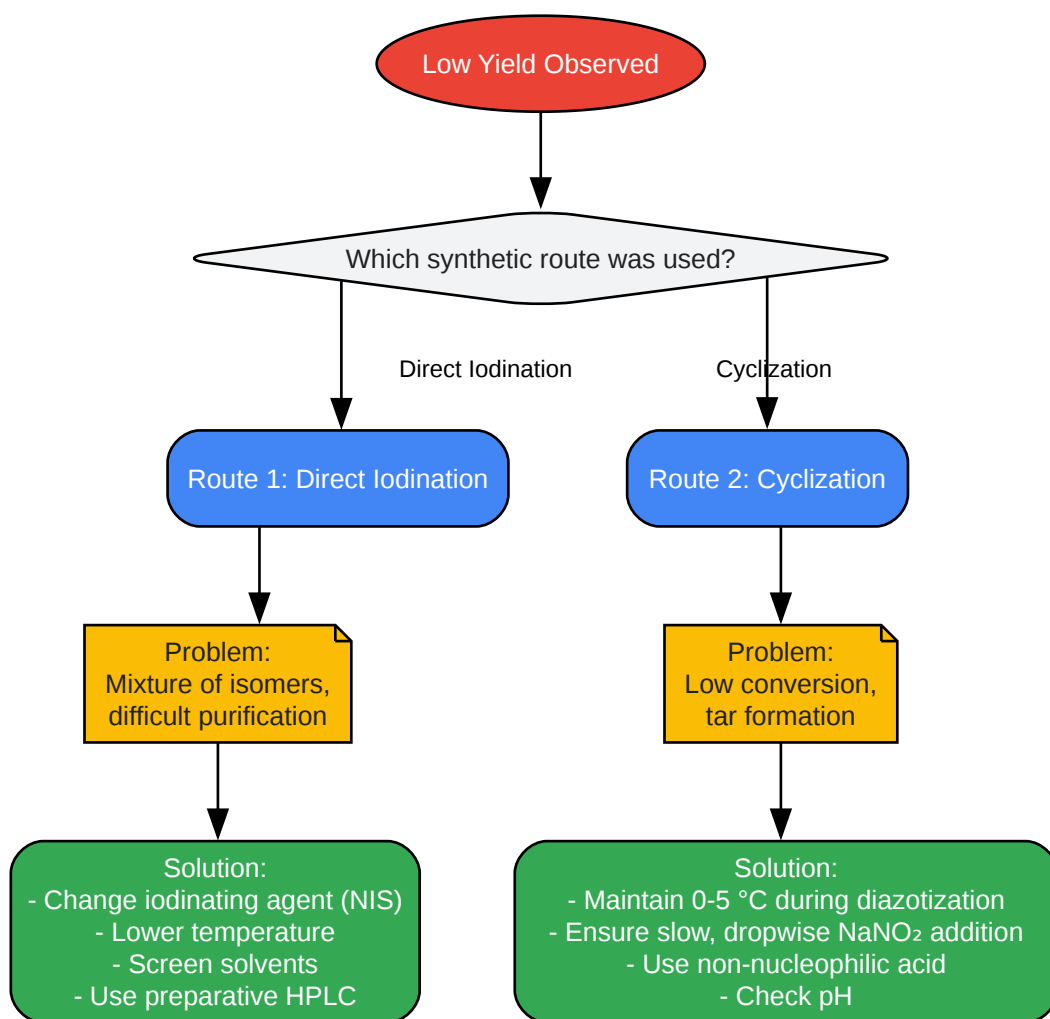 Low Yield Observed
Which synthetic route was used?
Direct Iodination
Cyclization
Route 1: Direct Iodination
Route 2: Cyclization
Problem:
Mixture of isomers,
difficult purification
Problem:
Low conversion,
tar formation
Solution:
- Change iodinating agent (NIS)
- Lower temperature
- Screen solvents
- Use preparative HPLC
Solution:
- Maintain 0-5 °C during diazotization
- Ensure slow, dropwise NaNO₂ addition
- Use non-nucleophilic acid
- Check pH